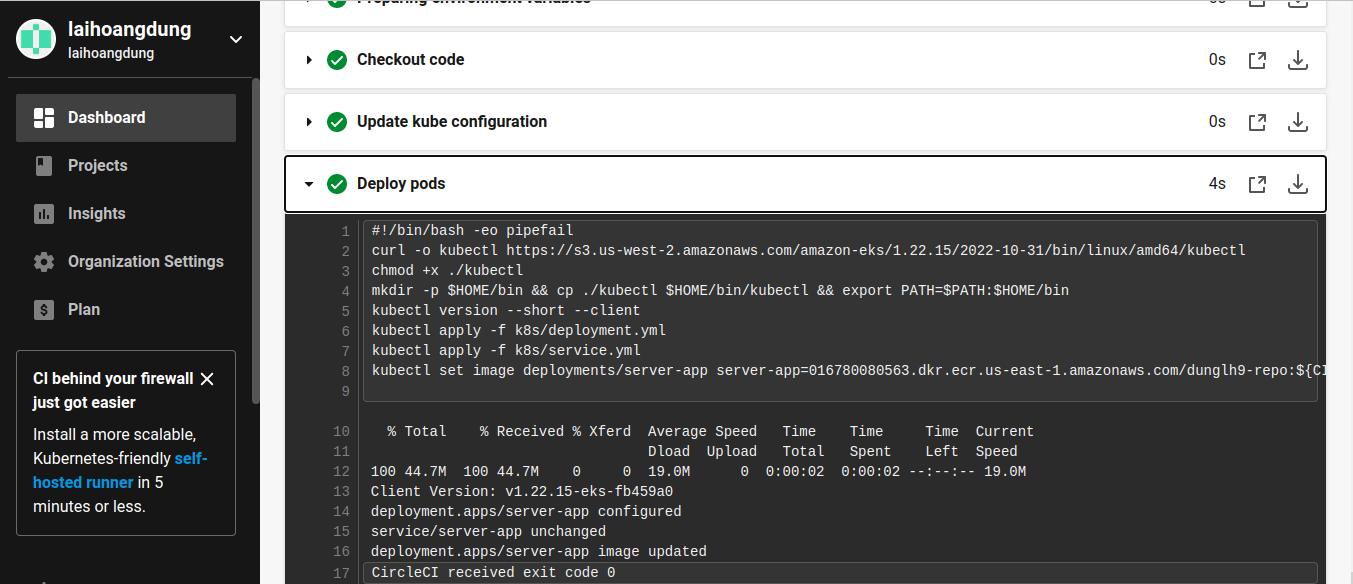 laihoangdung
laihoangdung
Dashboard
Projects
Insights
Organization Settings
Plan
CI behind your firewall
just got easier
Install a more scalable,
Kubernetes-friendly self-
hosted runner in 5
minutes or less.
Preparing environment variables 0s
Checkout code 0s
Update kube configuration 0s
Deploy pods 4s
1 #!/bin/bash -eo pipefail
2 curl -o kubectl https://s3.us-west-2.amazonaws.com/amazon-eks/1.22.15/2022-10-31/bin/linux/amd64/kubectl
3 chmod +x ./kubectl
4 mkdir -p $HOME/bin && cp ./kubectl $HOME/bin/kubectl && export PATH=$PATH:$HOME/bin
5 kubectl version --short --client
6 kubectl apply -f k8s/deployment.yml
7 kubectl apply -f k8s/service.yml
8 kubectl set image deployments/server-app server-app=016780080563.dkr.ecr.us-east-1.amazonaws.com/dunglh9-repo:${CI
9
10 % Total % Received % Xferd Average Speed Time Time Time Current
11 Dload Upload Total Spent Left Speed
12 100 44.7M 100 44.7M 0 0 19.0M 0 0:00:02 0:00:02 --:--:-- 19.0M
13 Client Version: v1.22.15-eks-fb459a0
14 deployment.apps/server-app configured
15 service/server-app unchanged
16 deployment.apps/server-app image updated
17 CircleCI received exit code 0